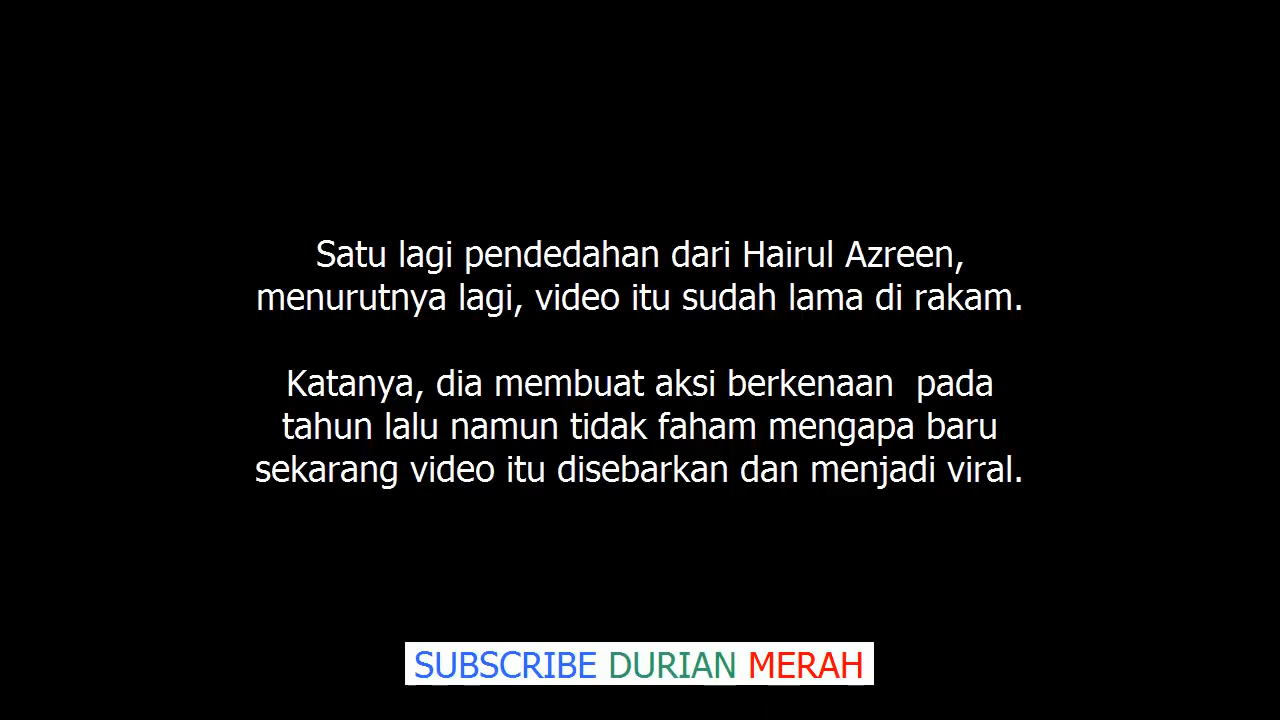 Satu lagi pendedahan dari Hairul Azreen,
menurutnya lagi, video itu sudah lama di rakam.
Katanya, dia membuat aksi berkenaan  pada
tahun lalu namun tidak faham mengapa baru
sekarang video itu disebarkan dan menjadi viral.
SUBSCRIBE DURIAN MERAH